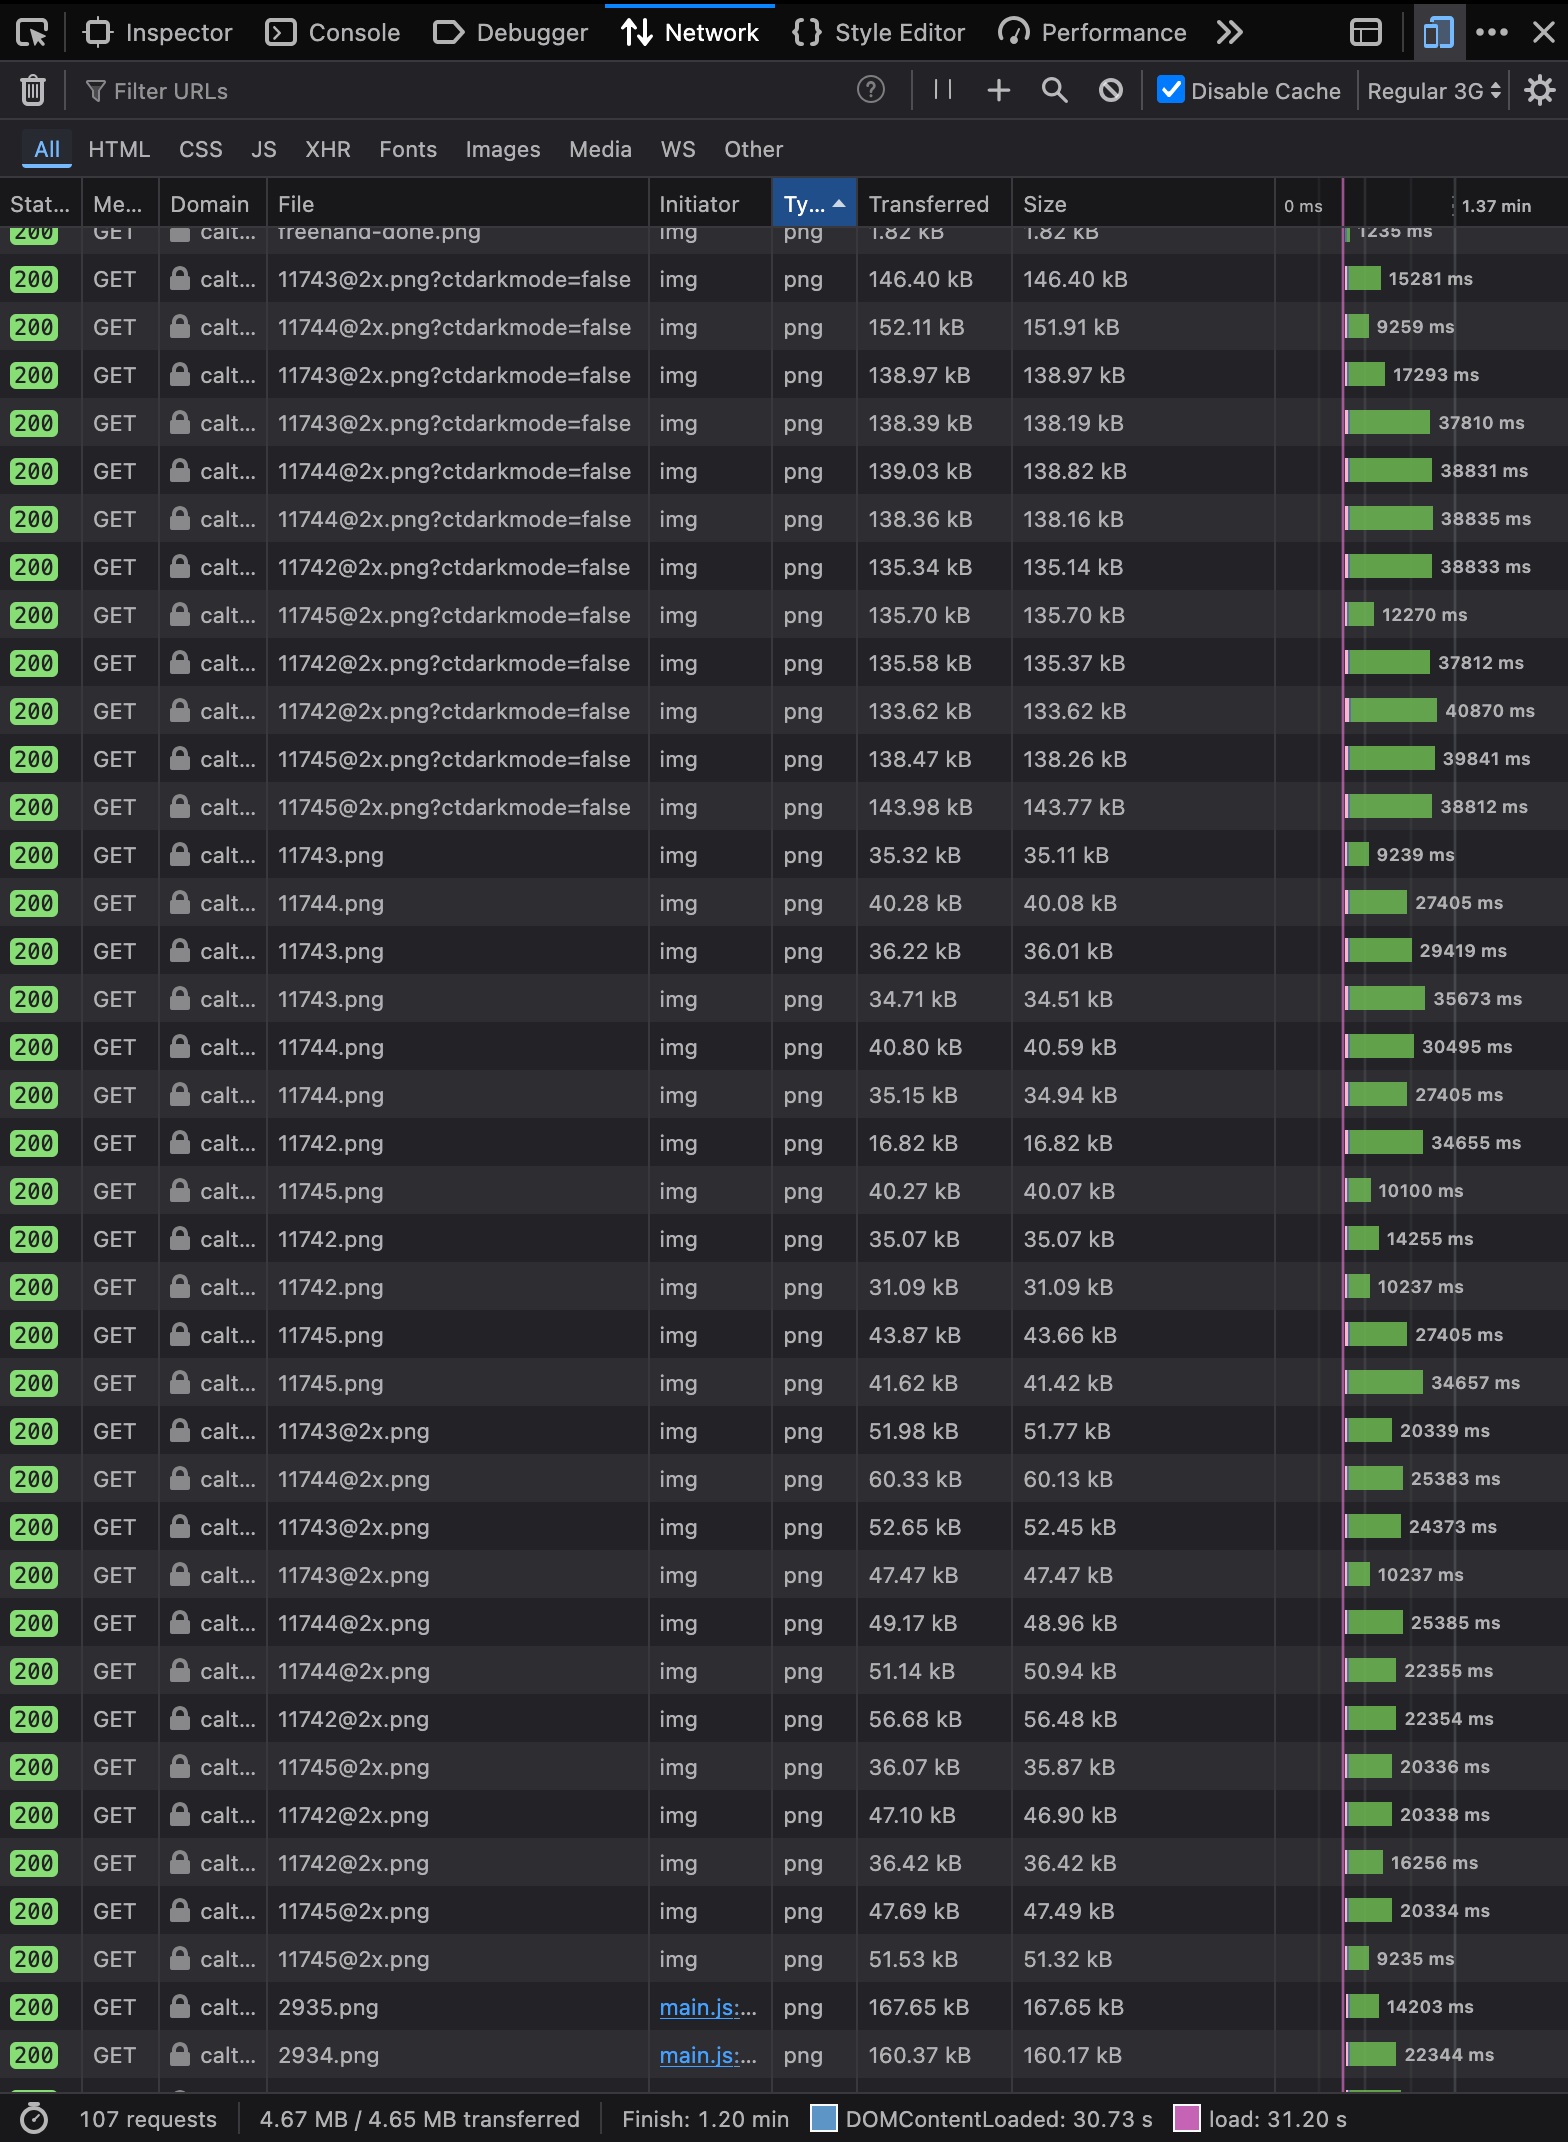 Inspector Console Debugger Network Style Editor Performance
Filter URLs ? Disable Cache Regular 3G
All HTML CSS JS XHR Fonts Images Media WS Other
Stat... Me... Domain File Initiator Ty... Transferred Size 0 ms 1.37 min
200 GET calt... freehand-done.png img png 1.82 kB 1.82 kB 1235 ms
200 GET calt... 11743@2x.png?ctdarkmode=false img png 146.40 kB 146.40 kB 15281 ms
200 GET calt... 11744@2x.png?ctdarkmode=false img png 152.11 kB 151.91 kB 9259 ms
200 GET calt... 11743@2x.png?ctdarkmode=false img png 138.97 kB 138.97 kB 17293 ms
200 GET calt... 11743@2x.png?ctdarkmode=false img png 138.39 kB 138.19 kB 37810 ms
200 GET calt... 11744@2x.png?ctdarkmode=false img png 139.03 kB 138.82 kB 38831 ms
200 GET calt... 11744@2x.png?ctdarkmode=false img png 138.36 kB 138.16 kB 38835 ms
200 GET calt... 11742@2x.png?ctdarkmode=false img png 135.34 kB 135.14 kB 38833 ms
200 GET calt... 11745@2x.png?ctdarkmode=false img png 135.70 kB 135.70 kB 12270 ms
200 GET calt... 11742@2x.png?ctdarkmode=false img png 135.58 kB 135.37 kB 37812 ms
200 GET calt... 11742@2x.png?ctdarkmode=false img png 133.62 kB 133.62 kB 40870 ms
200 GET calt... 11745@2x.png?ctdarkmode=false img png 138.47 kB 138.26 kB 39841 ms
200 GET calt... 11745@2x.png?ctdarkmode=false img png 143.98 kB 143.77 kB 38812 ms
200 GET calt... 11743.png img png 35.32 kB 35.11 kB 9239 ms
200 GET calt... 11744.png img png 40.28 kB 40.08 kB 27405 ms
200 GET calt... 11743.png img png 36.22 kB 36.01 kB 29419 ms
200 GET calt... 11743.png img png 34.71 kB 34.51 kB 35673 ms
200 GET calt... 11744.png img png 40.80 kB 40.59 kB 30495 ms
200 GET calt... 11744.png img png 35.15 kB 34.94 kB 27405 ms
200 GET calt... 11742.png img png 16.82 kB 16.82 kB 34655 ms
200 GET calt... 11745.png img png 40.27 kB 40.07 kB 10100 ms
200 GET calt... 11742.png img png 35.07 kB 35.07 kB 14255 ms
200 GET calt... 11742.png img png 31.09 kB 31.09 kB 10237 ms
200 GET calt... 11745.png img png 43.87 kB 43.66 kB 27405 ms
200 GET calt... 11745.png img png 41.62 kB 41.42 kB 34657 ms
200 GET calt... 11743@2x.png img png 51.98 kB 51.77 kB 20339 ms
200 GET calt... 11744@2x.png img png 60.33 kB 60.13 kB 25383 ms
200 GET calt... 11743@2x.png img png 52.65 kB 52.45 kB 24373 ms
200 GET calt... 11743@2x.png img png 47.47 kB 47.47 kB 10237 ms
200 GET calt... 11744@2x.png img png 49.17 kB 48.96 kB 25385 ms
200 GET calt... 11744@2x.png img png 51.14 kB 50.94 kB 22355 ms
200 GET calt... 11742@2x.png img png 56.68 kB 56.48 kB 22354 ms
200 GET calt... 11745@2x.png img png 36.07 kB 35.87 kB 20336 ms
200 GET calt... 11742@2x.png img png 47.10 kB 46.90 kB 20338 ms
200 GET calt... 11742@2x.png img png 36.42 kB 36.42 kB 16256 ms
200 GET calt... 11745@2x.png img png 47.69 kB 47.49 kB 20334 ms
200 GET calt... 11745@2x.png img png 51.53 kB 51.32 kB 9235 ms
200 GET calt... 2935.png main.js:... png 167.65 kB 167.65 kB 14203 ms
200 GET calt... 2934.png main.js:... png 160.37 kB 160.17 kB 22344 ms
107 requests 4.67 MB / 4.65 MB transferred Finish: 1.20 min DOMContentLoaded: 30.73 s load: 31.20 s